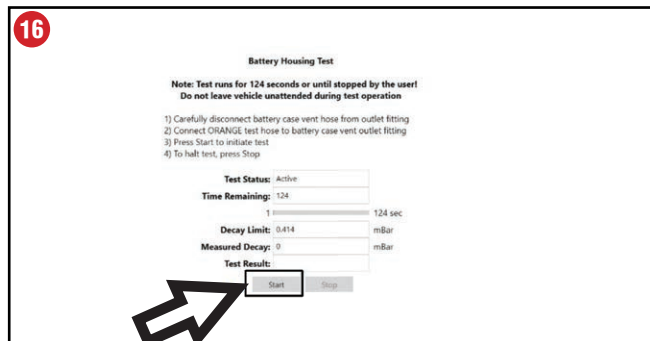 16
Battery Housing Test
Note: Test runs for 124 seconds or until stopped by the user!
Do not leave vehicle unattended during test operation
1) Carefully disconnect battery case vent hose from outlet fitting
2) Connect ORANGE test hose to battery case vent outlet fitting
3) Press Start to initiate test
4) To halt test, press Stop
Test Status: Active
Time Remaining: 124
1 124 sec
Decay Limit: 0.414 mBar
Measured Decay: 0 mBar
Test Result:
Start Stop